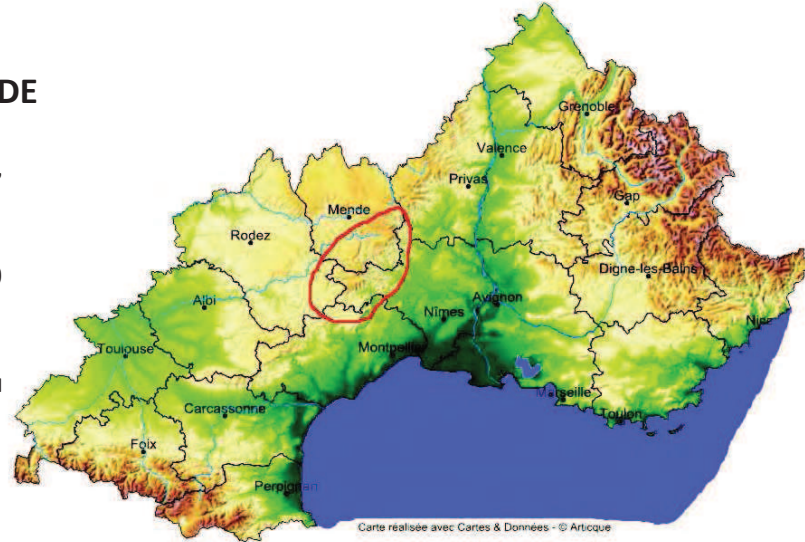 DE
Grenoble
Valence
Privas
Gap
Mende
Rodez
Digne-les-Bains
Albi
Avignon
Nîmes
Nice
Toulouse
Montpellier
Marseille
Carcassonne
Toulon
Foix
Perpignan
Carte réalisée avec Cartes & Données - © Articque